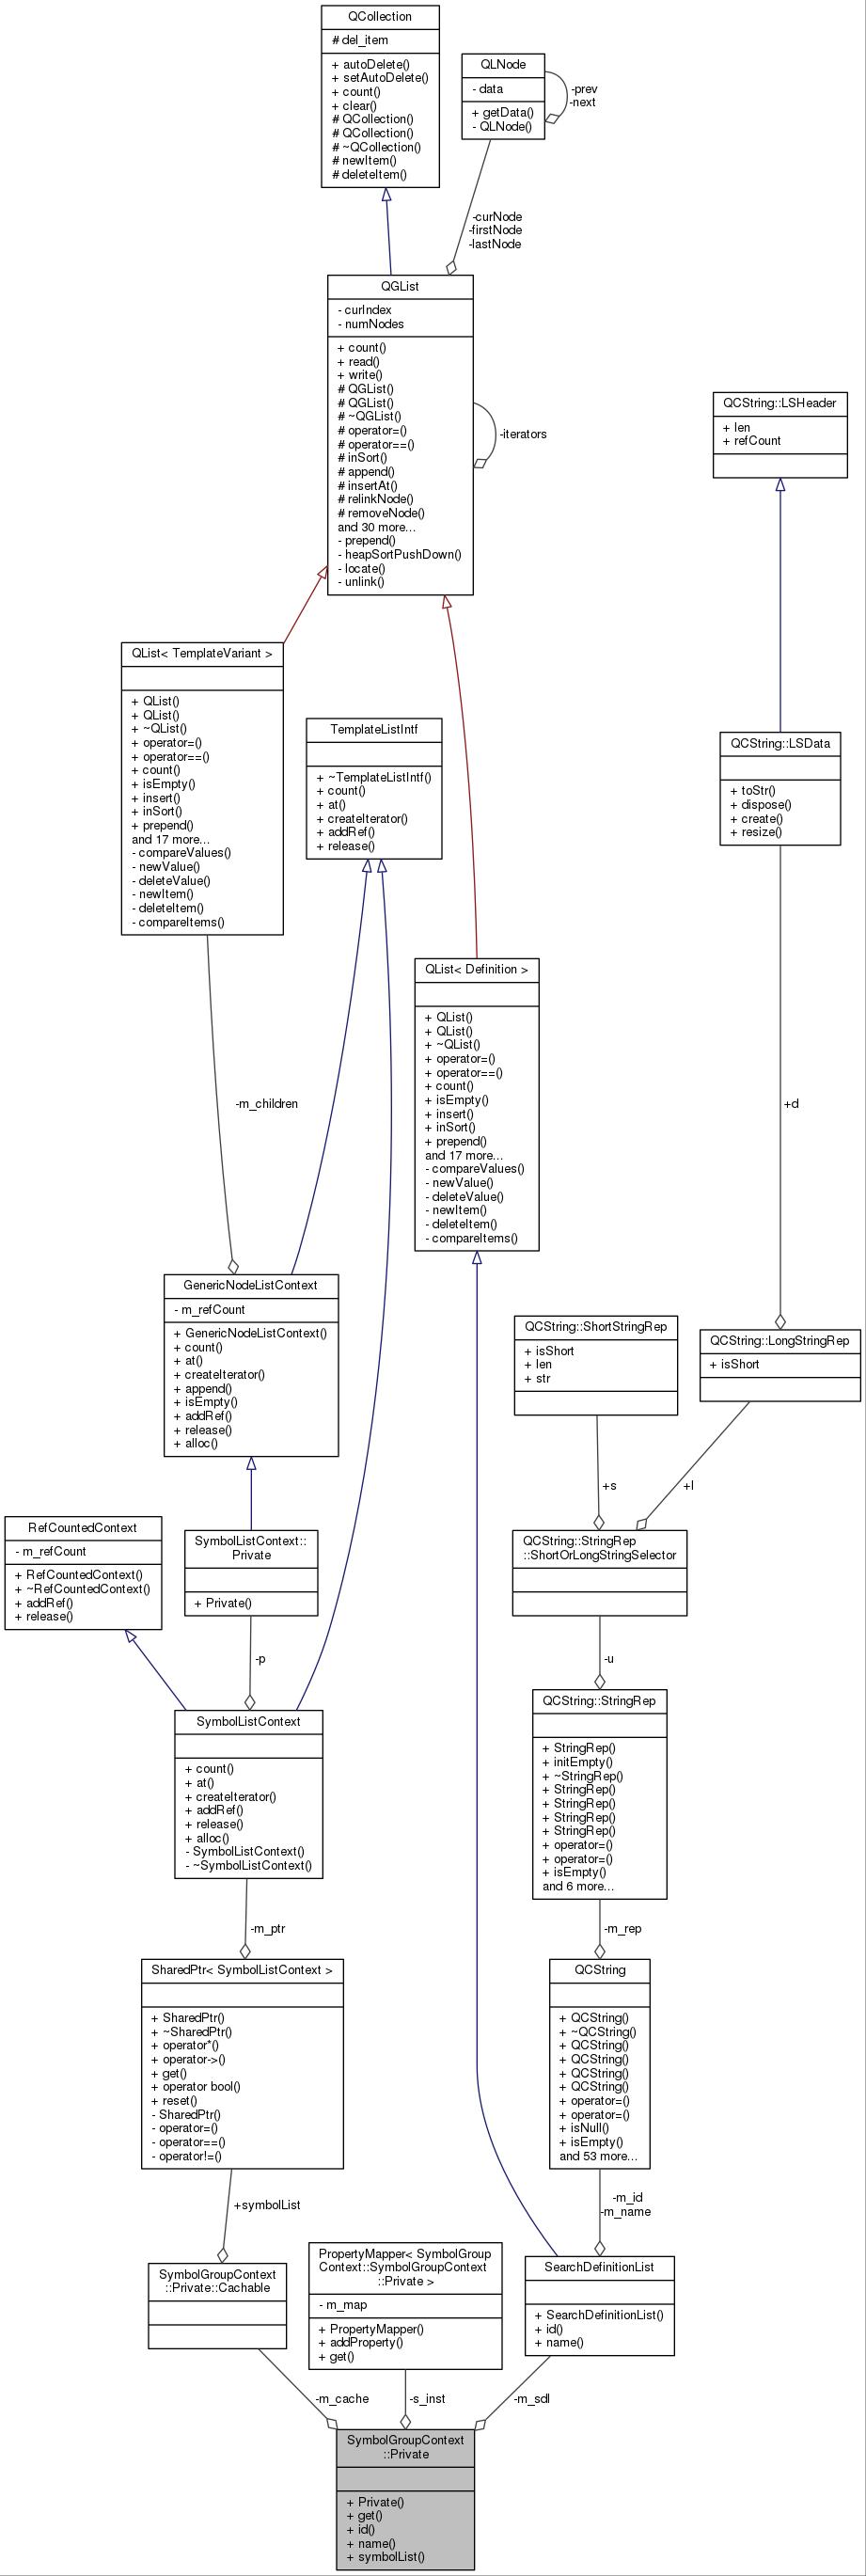 QCollection
# del_item
+ autoDelete()
+ setAutoDelete()
+ count()
+ clear()
# QCollection()
# QCollection()
# ~QCollection()
# newItem()
# deleteItem()
QLNode
- data
+ getData()
- QLNode()
-prev
-next
-curNode
-firstNode
-lastNode
QGList
- curIndex
- numNodes
+ count()
+ read()
+ write()
# QGList()
# QGList()
# ~QGList()
# operator=()
# operator==()
# inSort()
# append()
# insertAt()
# relinkNode()
# removeNode()
and 30 more...
- prepend()
- heapSortPushDown()
- locate()
- unlink()
-iterators
QCString::LSHeader
+ len
+ refCount
QList< TemplateVariant >
+ QList()
+ QList()
+ ~QList()
+ operator=()
+ operator==()
+ count()
+ isEmpty()
+ insert()
+ inSort()
+ prepend()
and 17 more...
- compareValues()
- newValue()
- deleteValue()
- newItem()
- deleteItem()
- compareItems()
TemplateListIntf
+ ~TemplateListIntf()
+ count()
+ at()
+ createIterator()
+ addRef()
+ release()
QCString::LSData
+ toStr()
+ dispose()
+ create()
+ resize()
QList< Definition >
+ QList()
+ QList()
+ ~QList()
+ operator=()
+ operator==()
+ count()
+ isEmpty()
+ insert()
+ inSort()
+ prepend()
and 17 more...
- compareValues()
- newValue()
- deleteValue()
- newItem()
- deleteItem()
- compareItems()
-m_children
+d
GenericNodeListContext
- m_refCount
+ GenericNodeListContext()
+ count()
+ at()
+ createIterator()
+ append()
+ isEmpty()
+ addRef()
+ release()
+ alloc()
QCString::ShortStringRep
+ isShort
+ len
+ str
QCString::LongStringRep
+ isShort
+s
+l
RefCountedContext
- m_refCount
+ RefCountedContext()
+ ~RefCountedContext()
+ addRef()
+ release()
SymbolListContext::
Private
+ Private()
QCString::StringRep
::ShortOrLongStringSelector
-p
-u
SymbolListContext
+ count()
+ at()
+ createIterator()
+ addRef()
+ release()
+ alloc()
- SymbolListContext()
- ~SymbolListContext()
QCString::StringRep
+ StringRep()
+ initEmpty()
+ ~StringRep()
+ StringRep()
+ StringRep()
+ StringRep()
+ StringRep()
+ operator=()
+ operator=()
+ isEmpty()
and 6 more...
-m_ptr
-m_rep
SharedPtr< SymbolListContext >
+ SharedPtr()
+ ~SharedPtr()
+ operator*()
+ operator->()
+ get()
+ operator bool()
+ reset()
- SharedPtr()
- operator=()
- operator==()
- operator!=()
QCString
+ QCString()
+ ~QCString()
+ QCString()
+ QCString()
+ QCString()
+ QCString()
+ operator=()
+ operator=()
+ isNull()
+ isEmpty()
and 53 more...
+symbolList
-m_id
-m_name
SymbolGroupContext
::Private::Cachable
PropertyMapper< SymbolGroup
Context::SymbolGroupContext
::Private >
- m_map
+ PropertyMapper()
+ addProperty()
+ get()
SearchDefinitionList
+ SearchDefinitionList()
+ id()
+ name()
-m_cache
-s_inst
-m_sdl
SymbolGroupContext
::Private
+ Private()
+ get()
+ id()
+ name()
+ symbolList()